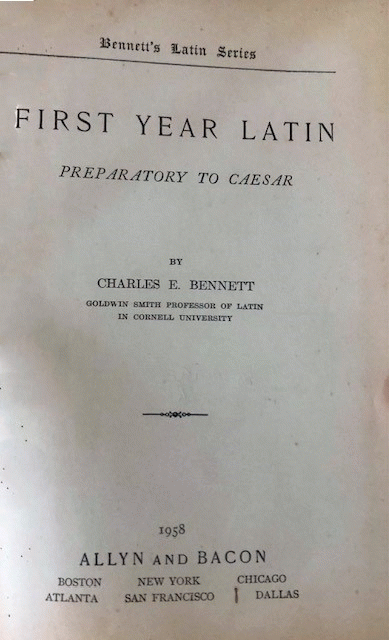 Bennett's Latin Series
FIRST YEAR LATIN
PREPARATORY TO CAESAR
BY
CHARLES E. BENNETT
GOLDWIN SMITH PROFESSOR OF LATIN
IN CORNELL UNIVERSITY
1958
ALLYN AND BACON
BOSTON NEW YORK CHICAGO
ATLANTA SAN FRANCISCO DALLAS